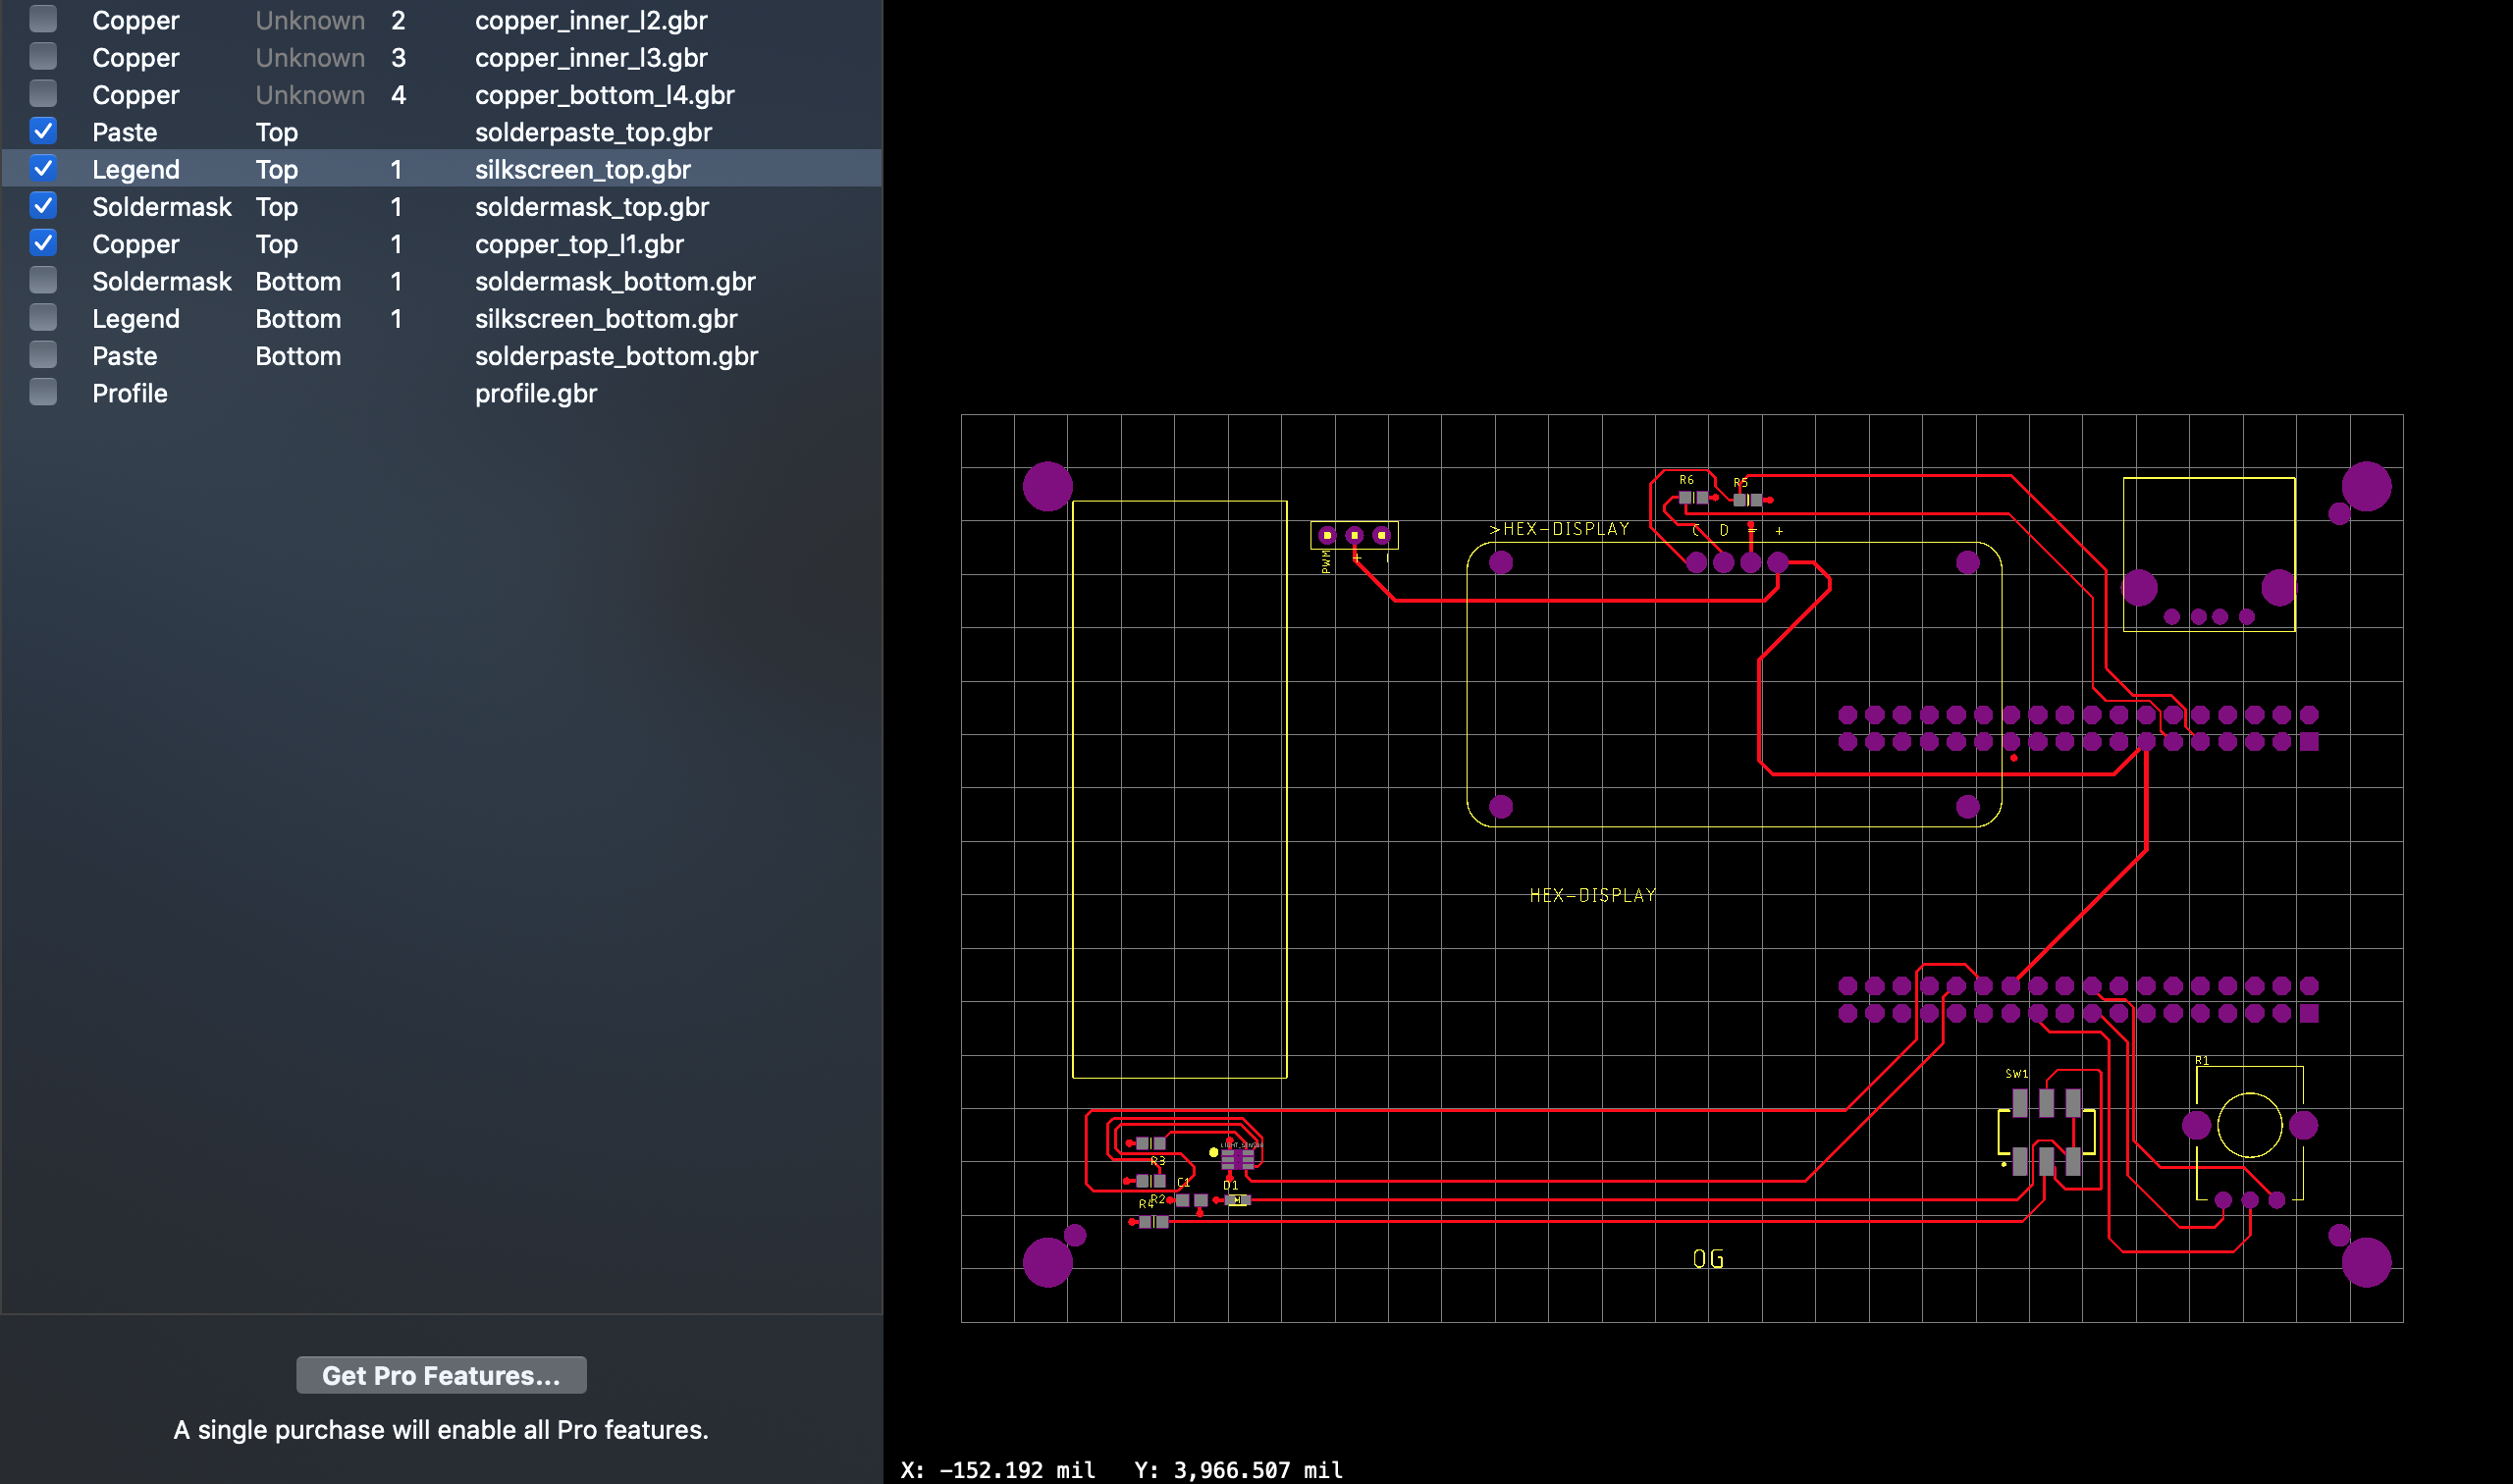 Copper Unknown 2 copper_inner_l2.gbr
Copper Unknown 3 copper_inner_l3.gbr
Copper Unknown 4 copper_bottom_l4.gbr
Paste Top solderpaste_top.gbr
Legend Top 1 silkscreen_top.gbr
Soldermask Top 1 soldermask_top.gbr
Copper Top 1 copper_top_l1.gbr
Soldermask Bottom 1 soldermask_bottom.gbr
Legend Bottom 1 silkscreen_bottom.gbr
Paste Bottom solderpaste_bottom.gbr
Profile profile.gbr
Get Pro Features...
A single purchase will enable all Pro features.
R6
R5
>HEX-DISPLAY
C D - +
PWM + -
HEX-DISPLAY
R1
SW1
LIGHT_SENSOR
R3
C1
D1
R2
R4
OG
X: -152.192 mil Y: 3,966.507 mil